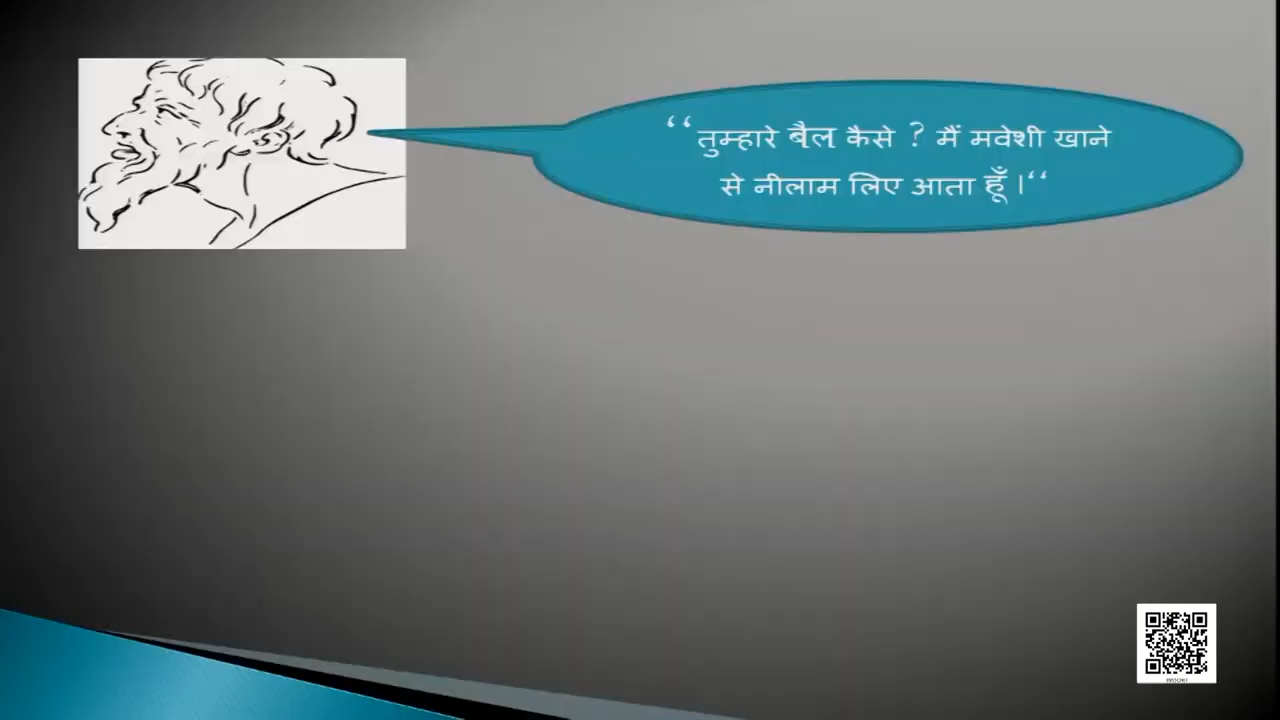 ‘‘तुम्हारे बैल कैसे ? मैं मवेशी खाने
से नीलाम लिए आता हूँ ।‘‘